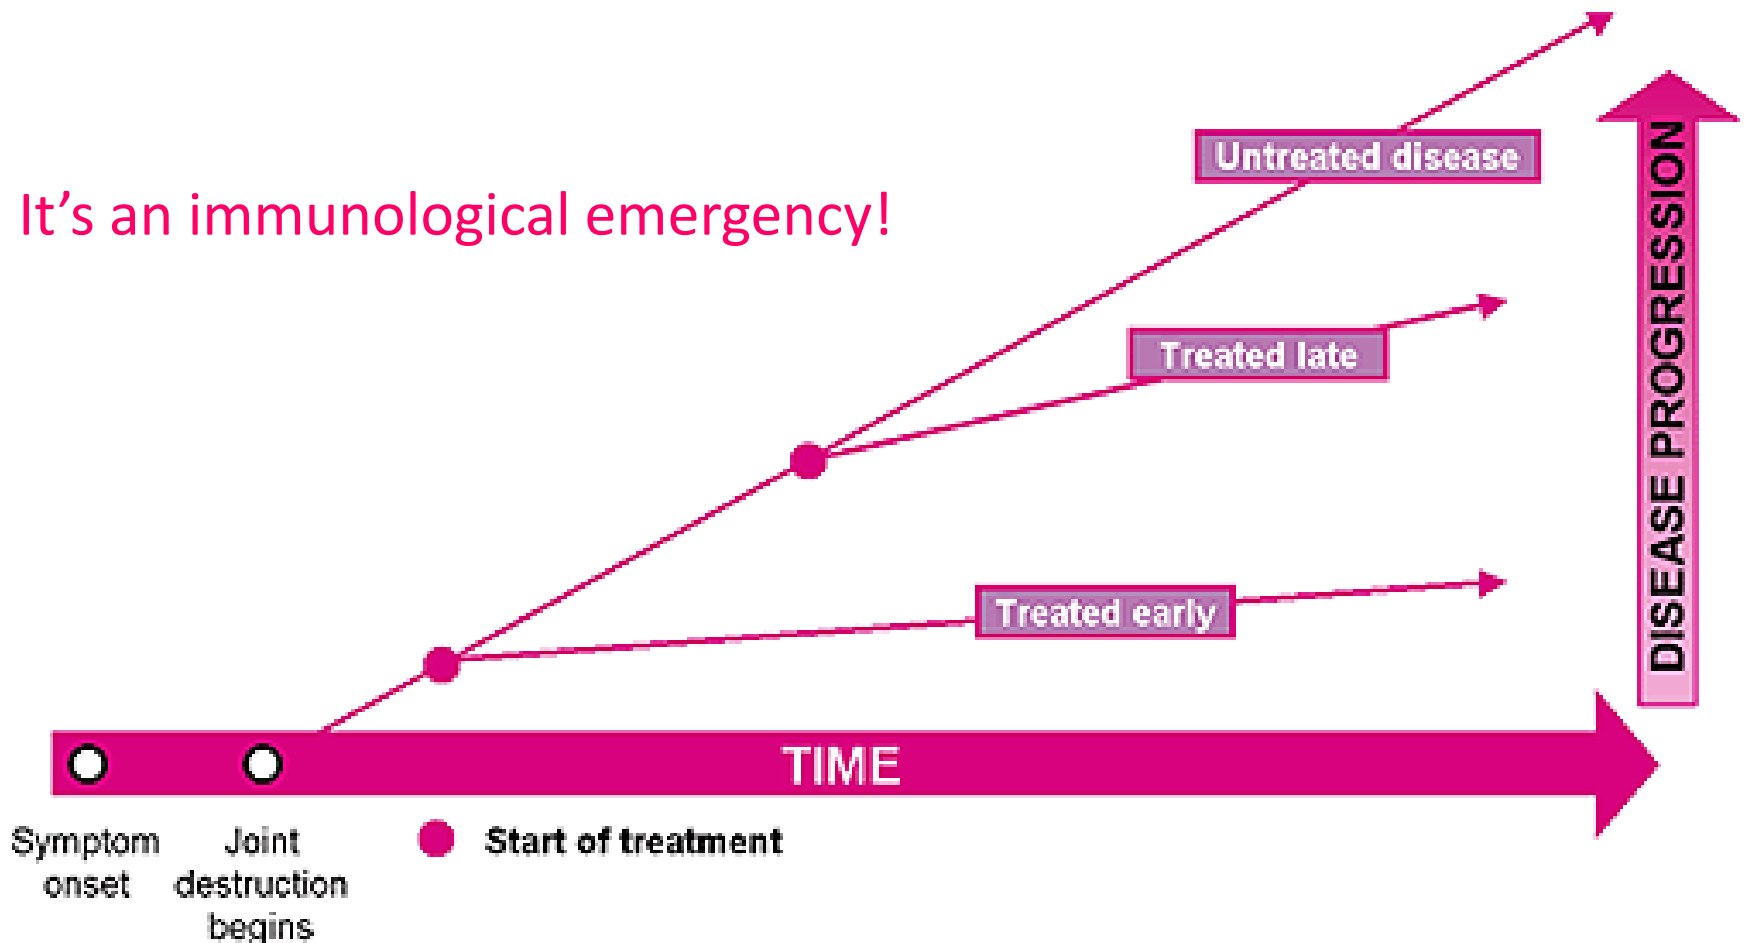 Untreated disease
It’s an immunological emergency!
Treated late
Treated early
DISEASE PROGRESSION
TIME
Symptom
onset
Joint
destruction
begins
Start of treatment